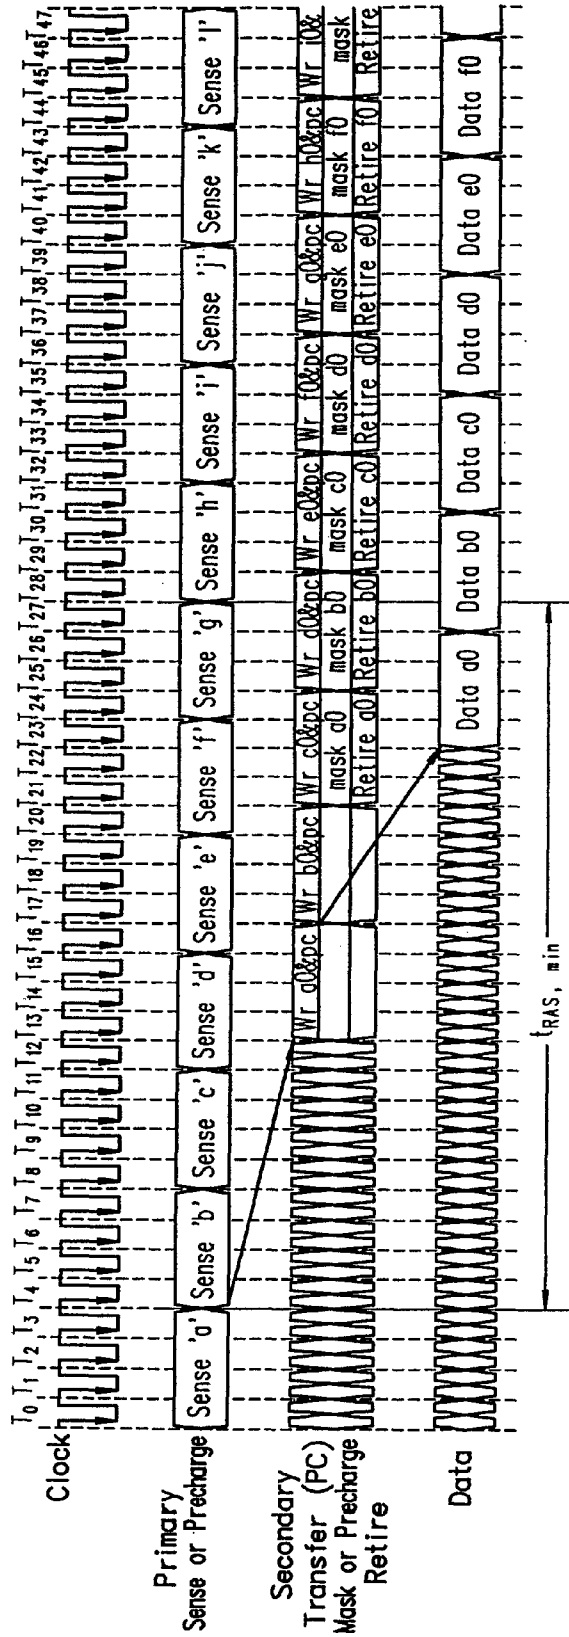 T0 T1 T2 T3 T4 T5 T6 T7 T8 T9 T10 T11 T12 T13 T14 T15 T16 T17 T18 T19 T20 T21 T22 T23 T24 T25 T26 T27 T28 T29 T30 T31 T32 T33 T34 T35 T36 T37 T38 T39 T40 T41 T42 T43 T44 T45 T46 T47
Clock
Primary
Sense or Precharge
Sense 'a' Sense 'b' Sense 'c' Sense 'd' Sense 'e' Sense 'f' Sense 'g' Sense 'h' Sense 'i' Sense 'j' Sense 'k' Sense 'l'
Secondary
Transfer (PC)
Mask or Precharge
Retire
Wr a0&pc Wr b0&pc Wr c0&pc Wr d0&pc Wr e0&pc Wr f0&pc Wr g0&pc Wr h0&pc Wr i0&
mask a0 mask b0 mask c0 mask d0 mask e0 mask f0 mask
Retire a0 Retire b0 Retire c0 Retire d0 Retire e0 Retire f0 Retire
Data
Data a0 Data b0 Data c0 Data d0 Data e0 Data f0
tRAS, min